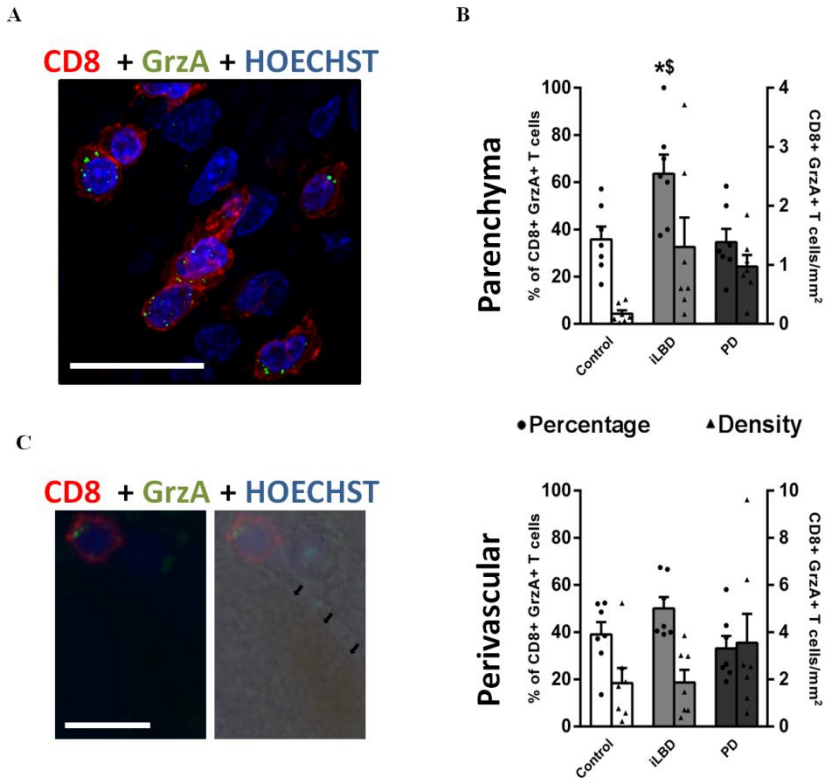 A
CD8 + GrzA + HOECHST
B
*$
100
80
60
40
20
0
4
3
2
1
0
% of CD8+ GrzA+ T cells
CD8+ GrzA+ T cells/mm²
Parenchyma
Control
iLBD
PD
●Percentage ▲Density
C
CD8 + GrzA + HOECHST
100
80
60
40
20
0
10
8
6
4
2
0
% of CD8+ GrzA+ T cells
CD8+ GrzA+ T cells/mm²
Perivascular
Control
iLBD
PD